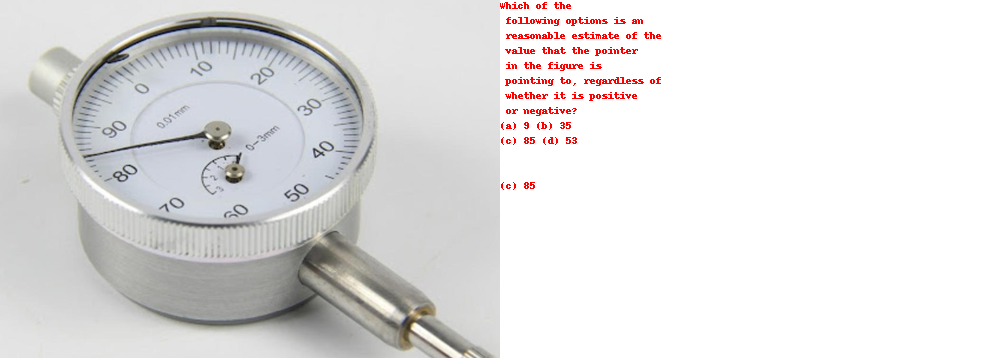 0
10
20
30
40
50
60
70
80
90
0.01mm
0-3mm
1
2
3
Which of the
following options is an
reasonable estimate of the
value that the pointer
in the figure is
pointing to, regardless of
whether it is positive
or negative?
(a) 9 (b) 35
(c) 85 (d) 53
(c) 85